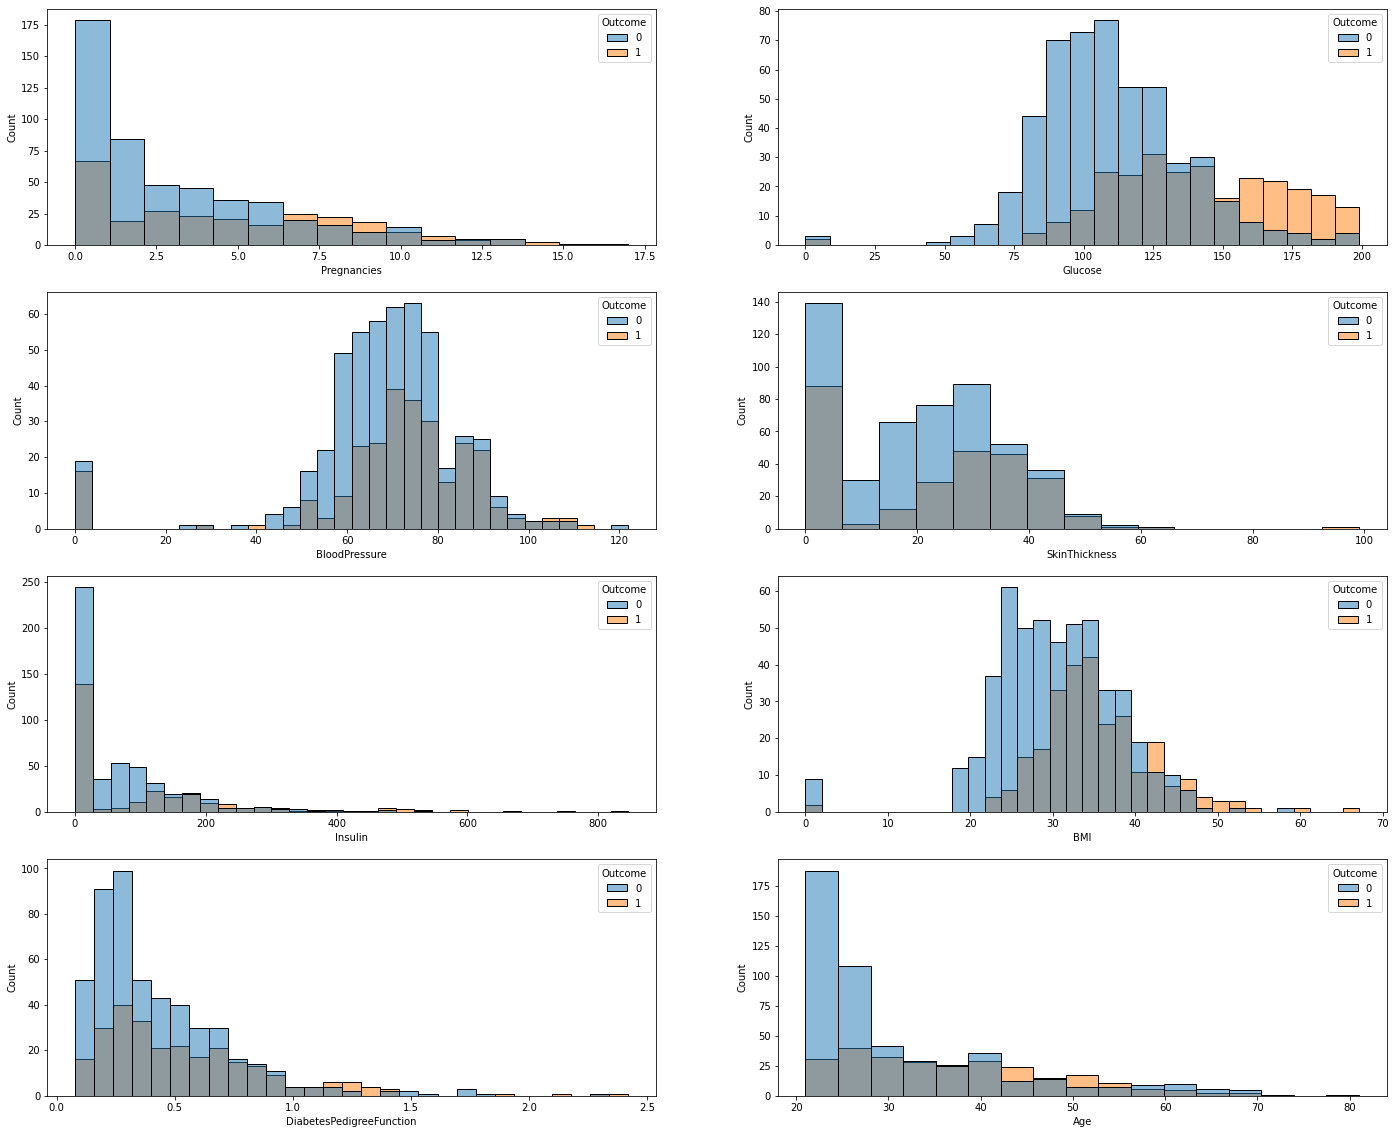 Outcome
0
1
175
150
125
100
75
50
25
0
Count
0.0 2.5 5.0 7.5 10.0 12.5 15.0 17.5
Pregnancies
Outcome
0
1
80
70
60
50
40
30
20
10
0
Count
0 25 50 75 100 125 150 175 200
Glucose
Outcome
0
1
60
50
40
30
20
10
0
Count
0 20 40 60 80 100 120
BloodPressure
Outcome
0
1
140
120
100
80
60
40
20
0
Count
0 20 40 60 80 100
SkinThickness
Outcome
0
1
250
200
150
100
50
0
Count
0 200 400 600 800
Insulin
Outcome
0
1
60
50
40
30
20
10
0
Count
0 10 20 30 40 50 60 70
BMI
Outcome
0
1
100
80
60
40
20
0
Count
0.0 0.5 1.0 1.5 2.0 2.5
DiabetesPedigreeFunction
Outcome
0
1
175
150
125
100
75
50
25
0
Count
20 30 40 50 60 70 80
Age